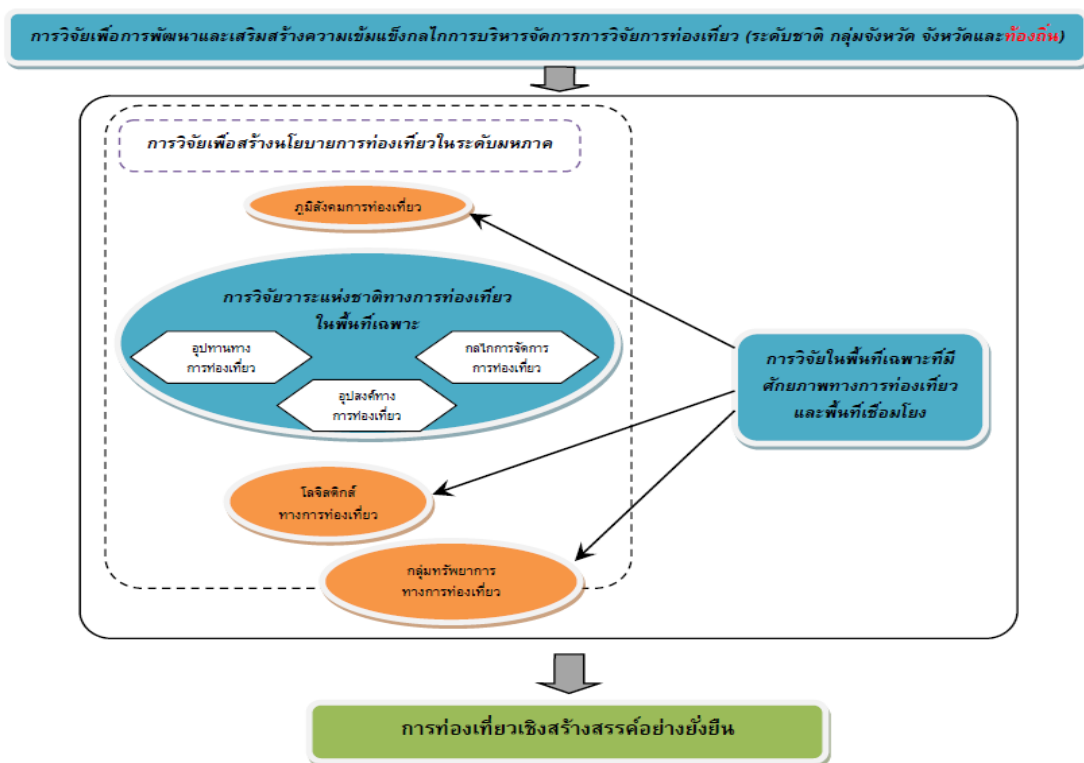 การวิจัยเพื่อการพัฒนาและเสริมสร้างความเข้มแข็งกลไกการบริหารจัดการการวิจัยการท่องเที่ยว (ระดับชาติ กลุ่มจังหวัด จังหวัดและท้องถิ่น)
การวิจัยเพื่อสร้างนโยบายการท่องเที่ยวในระดับมหภาค
ภูมิสังคมการท่องเที่ยว
การวิจัยวาระแห่งชาติทางการท่องเที่ยว
ในพื้นที่เฉพาะ
อุปทานทาง
การท่องเที่ยว
กลไกการจัดการ
การท่องเที่ยว
อุปสงค์ทาง
การท่องเที่ยว
การวิจัยในพื้นที่เฉพาะที่มี
ศักยภาพทางการท่องเที่ยว
และพื้นที่เชื่อมโยง
โลจิสติกส์
ทางการท่องเที่ยว
กลุ่มทรัพยาการ
ทางการท่องเที่ยว
การท่องเที่ยวเชิงสร้างสรรค์อย่างยั่งยืน